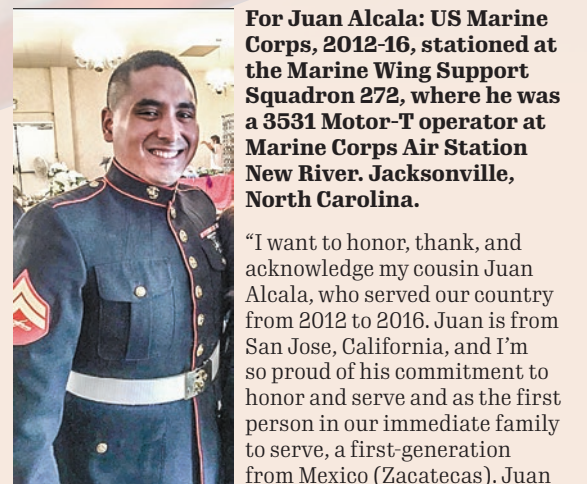 For Juan Alcala: US Marine
Corps, 2012-16, stationed at
the Marine Wing Support
Squadron 272, where he was
a 3531 Motor-T operator at
Marine Corps Air Station
New River. Jacksonville,
North Carolina.
“I want to honor, thank, and
acknowledge my cousin Juan
Alcala, who served our country
from 2012 to 2016. Juan is from
San Jose, California, and I’m
so proud of his commitment to
honor and serve and as the first
person in our immediate family
to serve, a first-generation
from Mexico (Zacatecas). Juan